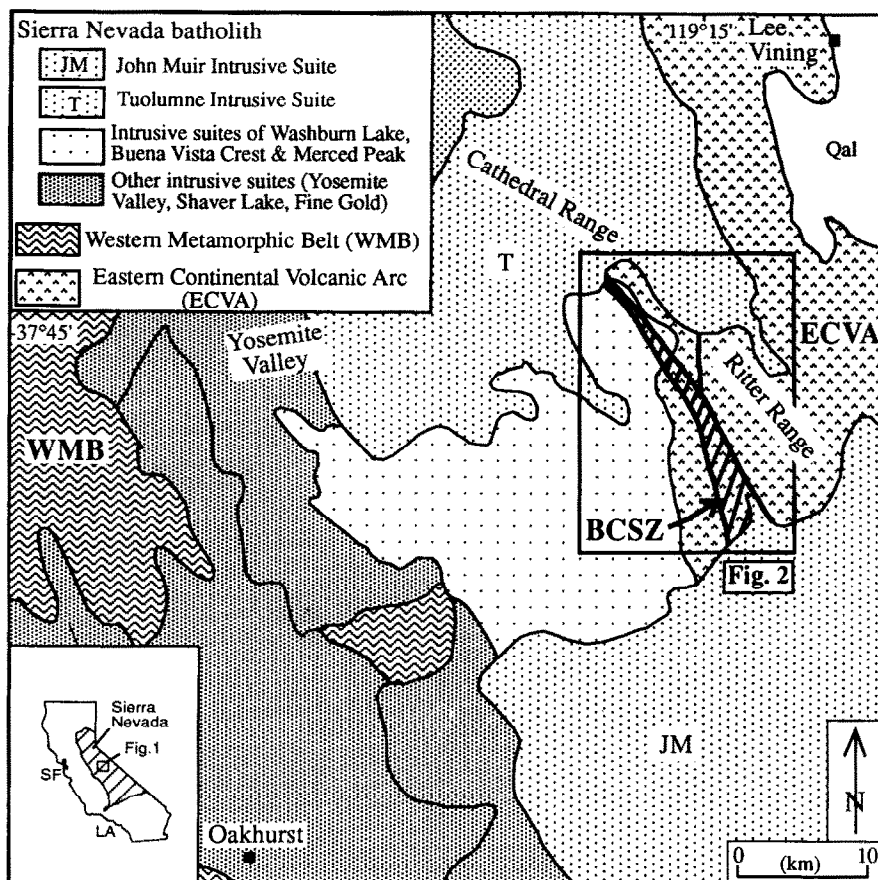 Sierra Nevada batholith
JM John Muir Intrusive Suite
T Tuolumne Intrusive Suite
Intrusive suites of Washburn Lake,
Buena Vista Crest & Merced Peak
Other intrusive suites (Yosemite
Valley, Shaver Lake, Fine Gold)
Western Metamorphic Belt (WMB)
Eastern Continental Volcanic Arc
(ECVA)
119°15' Lee
Vining
Qal
Cathedral Range
T
37°45'
Yosemite
Valley
ECVA
Ritter Range
WMB
BCSZ
Fig. 2
JM
Sierra
Nevada
Fig.1
SF
LA
Oakhurst
N
0 10
(km)